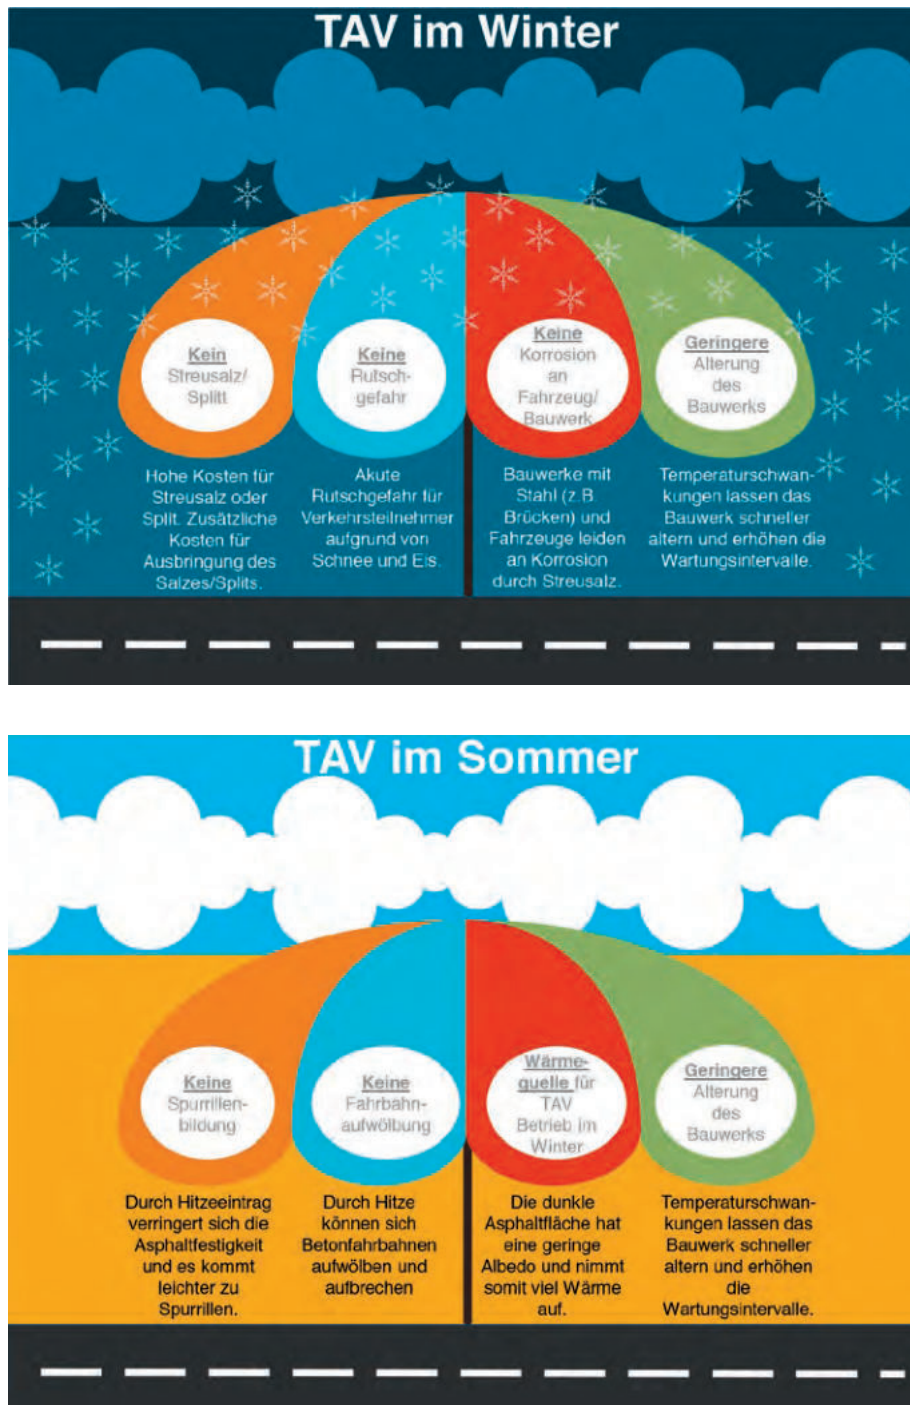 TAV im Winter
Kein
Streusalz/
Splitt
Keine
Rutsch-
gefahr
Keine
Korrosion
an
Fahrzeug/
Bauwerk
Geringere
Alterung
des
Bauwerks
Hohe Kosten für
Streusalz oder
Split. Zusätzliche
Kosten für
Ausbringung des
Salzes/Splits.
Akute
Rutschgefahr für
Verkehrsteilnehmer
aufgrund von
Schnee und Eis.
Bauwerke mit
Stahl (z.B.
Brücken) und
Fahrzeuge leiden
an Korrosion
durch Streusalz.
Temperaturschwan-
kungen lassen das
Bauwerk schneller
altern und erhöhen die
Wartungsintervalle.
TAV im Sommer
Keine
Spurrillen-
bildung
Keine
Fahrbahn-
aufwölbung
Wärme-
quelle für
TAV
Betrieb im
Winter
Geringere
Alterung
des
Bauwerks
Durch Hitzeeintrag
verringert sich die
Asphaltfestigkeit
und es kommt
leichter zu
Spurrillen.
Durch Hitze
können sich
Betonfahrbahnen
aufwölben und
aufbrechen
Die dunkle
Asphaltfläche hat
eine geringe
Albedo und nimmt
somit viel Wärme
auf.
Temperaturschwan-
kungen lassen das
Bauwerk schneller
altern und erhöhen
die
Wartungsintervalle.